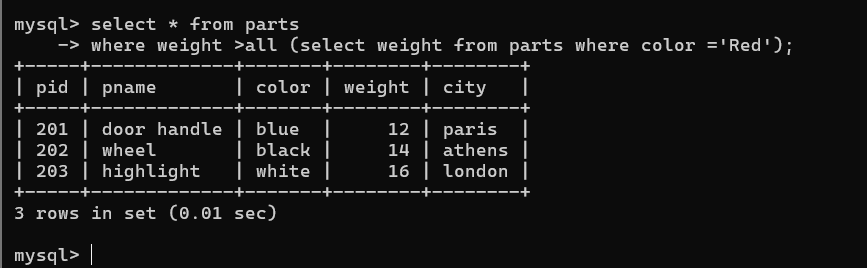 mysql> select * from parts
    -> where weight >all (select weight from parts where color ='Red');
+-----+-------------+-------+--------+--------+
| pid | pname       | color | weight | city   |
+-----+-------------+-------+--------+--------+
| 201 | door handle | blue  |     12 | paris  |
| 202 | wheel       | black |     14 | athens |
| 203 | highlight   | white |     16 | london |
+-----+-------------+-------+--------+--------+
3 rows in set (0.01 sec)

mysql>